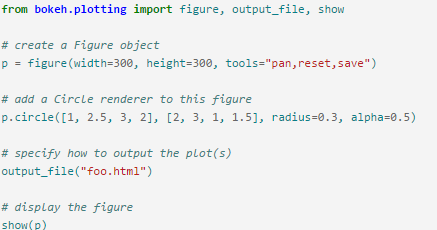 from bokeh.plotting import figure, output_file, show
# create a Figure object
p = figure(width=300, height=300, tools="pan,reset,save")
# add a Circle renderer to this figure
p.circle([1, 2.5, 3, 2], [2, 3, 1, 1.5], radius=0.3, alpha=0.5)
# specify how to output the plot(s)
output_file("foo.html")
# display the figure
show(p)